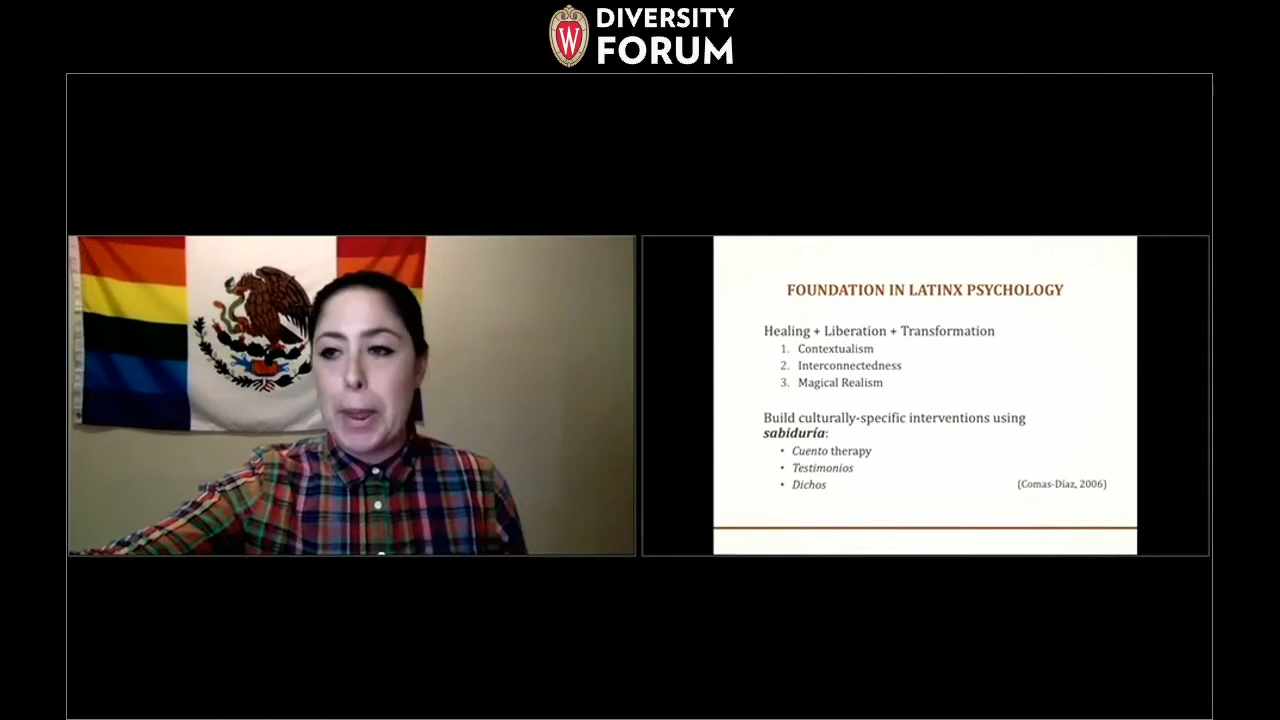 DIVERSITY
FORUM
W
FOUNDATION IN LATINX PSYCHOLOGY
Healing + Liberation + Transformation
1. Contextualism
2. Interconnectedness
3. Magical Realism
Build culturally-specific interventions using
sabiduría:
• Cuento therapy
• Testimonios
• Dichos
(Comas-Díaz, 2006)